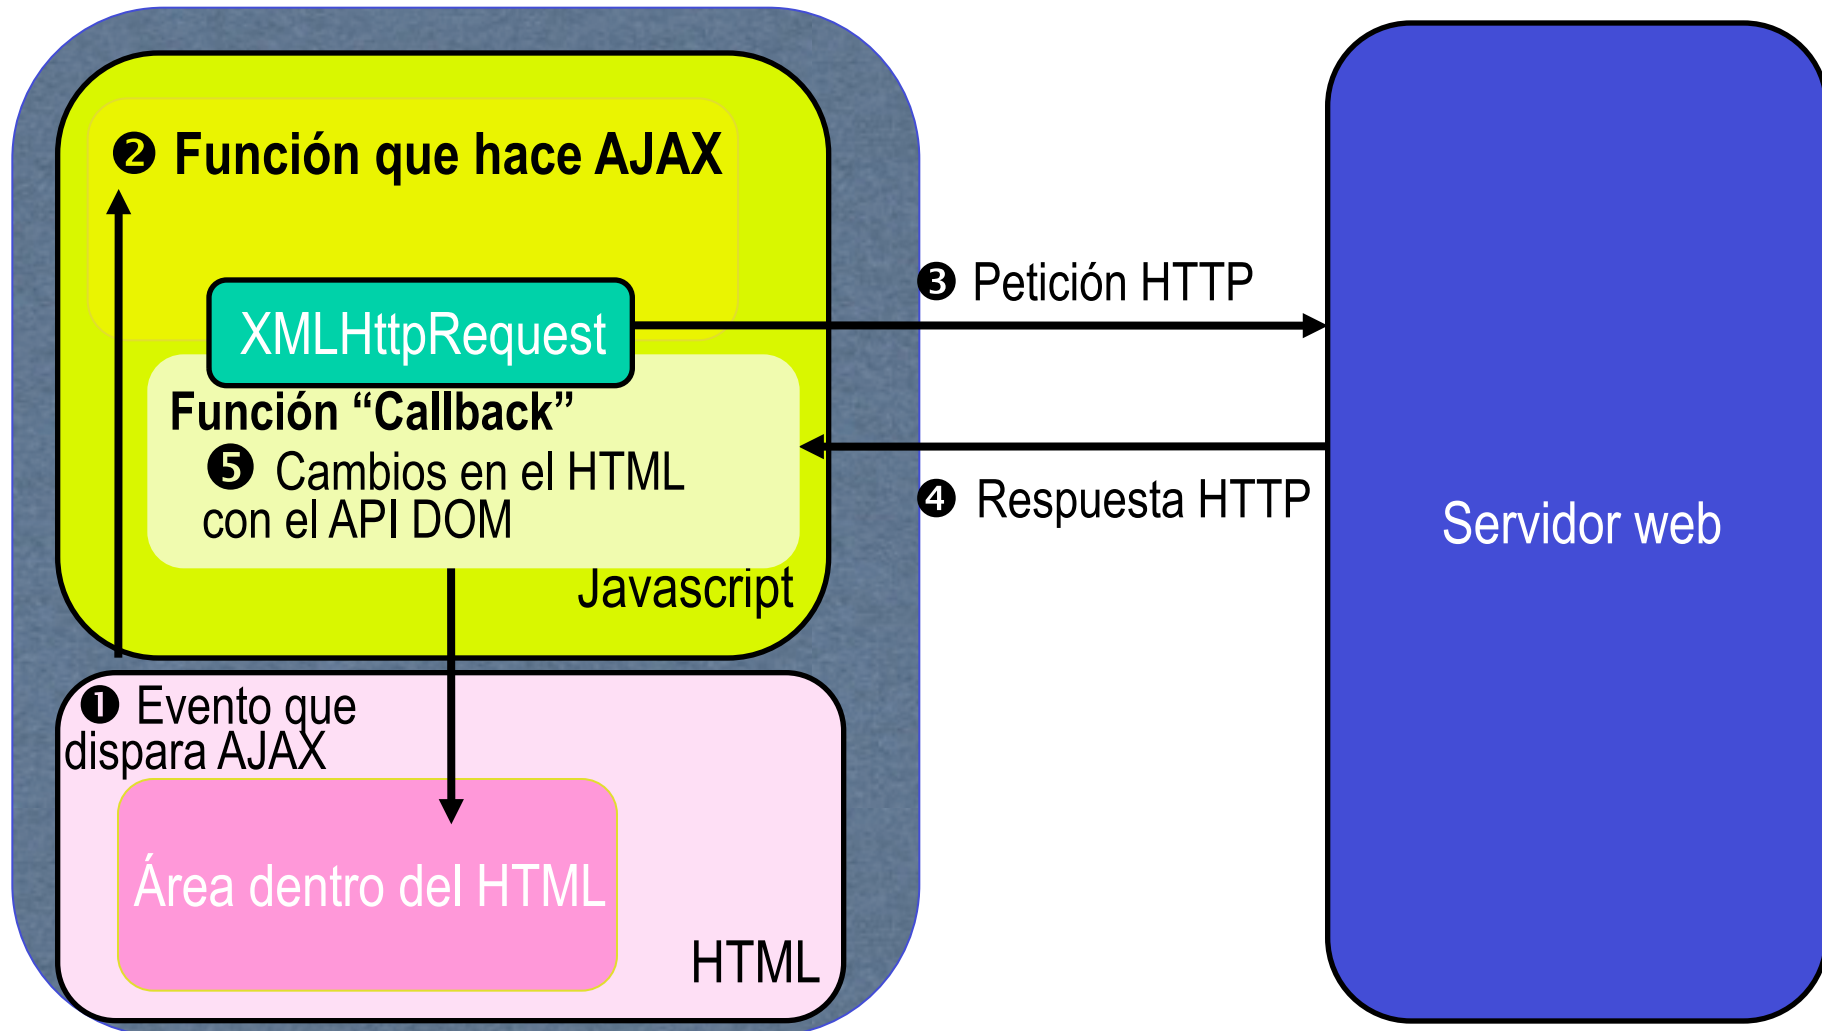 ❷ Función que hace AJAX
XMLHttpRequest
❸ Petición HTTP
Función “Callback”
❺ Cambios en el HTML
con el API DOM
❹ Respuesta HTTP
Servidor web
Javascript
❶ Evento que
dispara AJAX
Área dentro del HTML
HTML